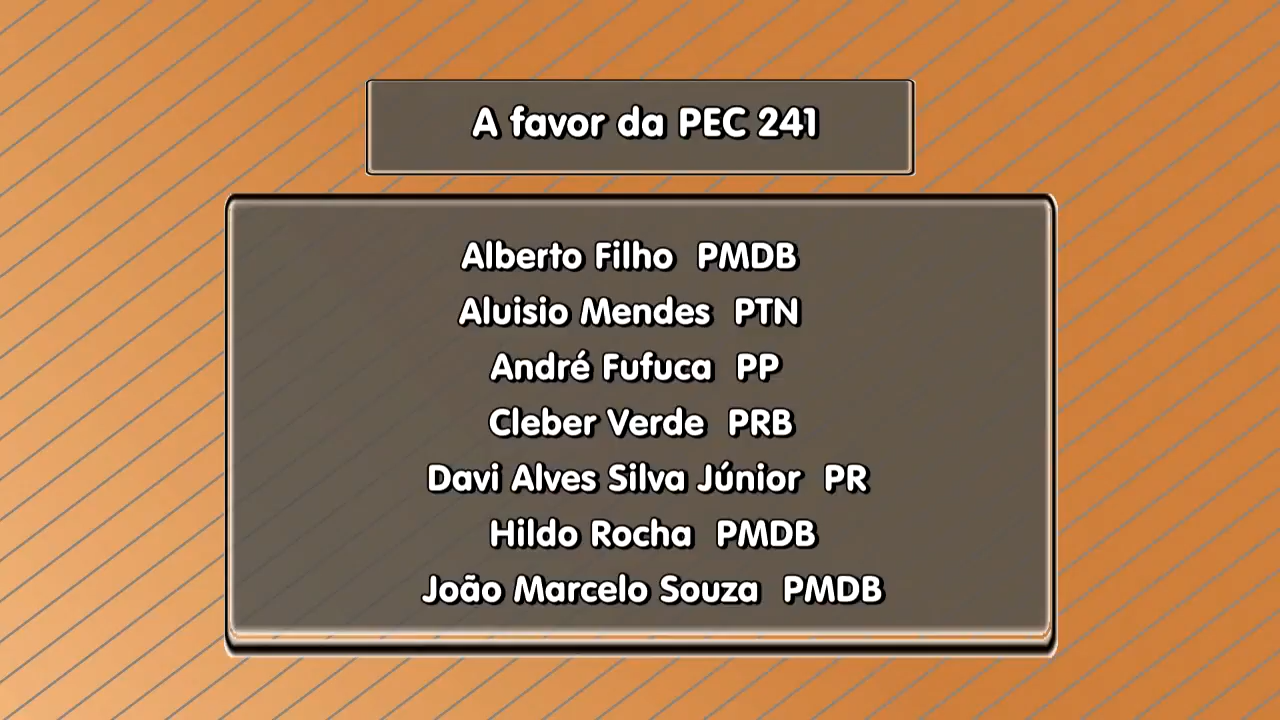 A favor da PEC 241
Alberto Filho PMDB
Aluisio Mendes PTN
André Fufuca PP
Cleber Verde PRB
Davi Alves Silva Júnior PR
Hildo Rocha PMDB
João Marcelo Souza PMDB